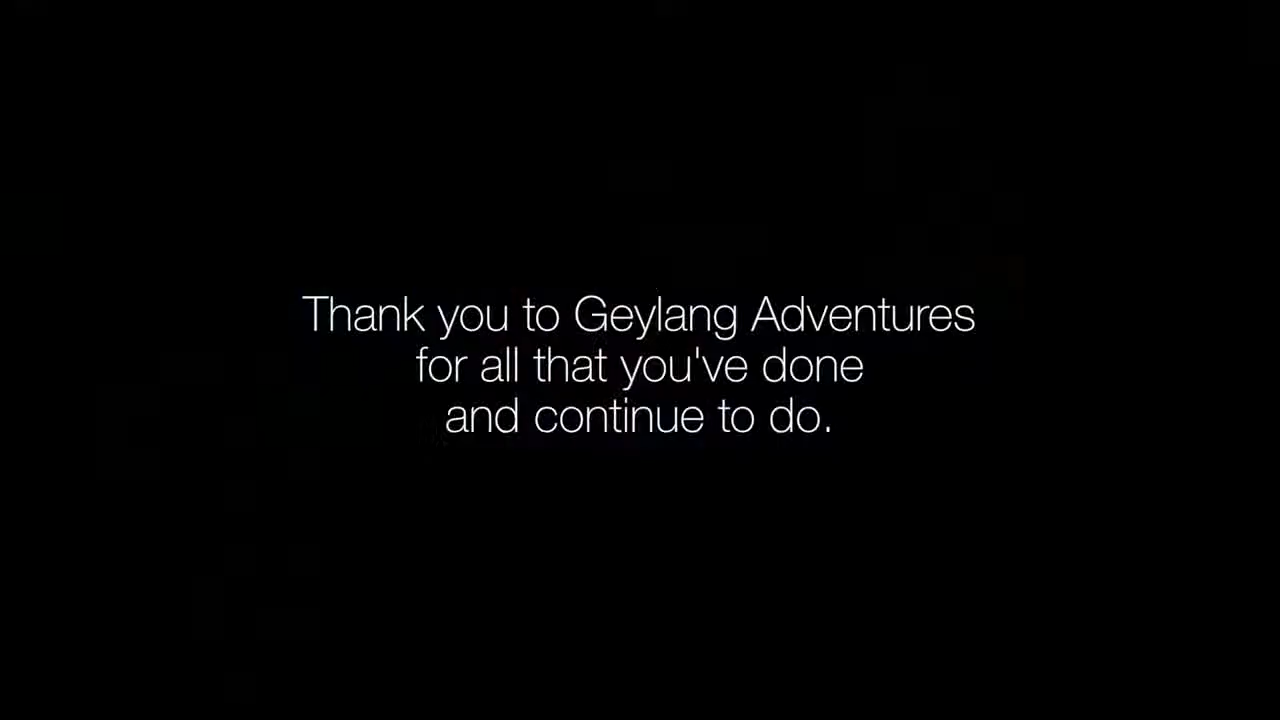 Thank you to Geylang Adventures
for all that you've done
and continue to do.